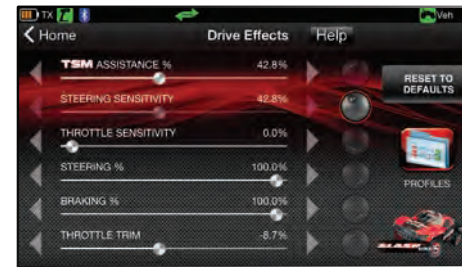 TX Veh
Home Drive Effects Help
TSM ASSISTANCE % 42.8%
STEERING SENSITIVITY 42.8%
THROTTLE SENSITIVITY 0.0%
STEERING % 100.0%
BRAKING % 100.0%
THROTTLE TRIM -8.7%
RESET TO
DEFAULTS
PROFILES
SLASH